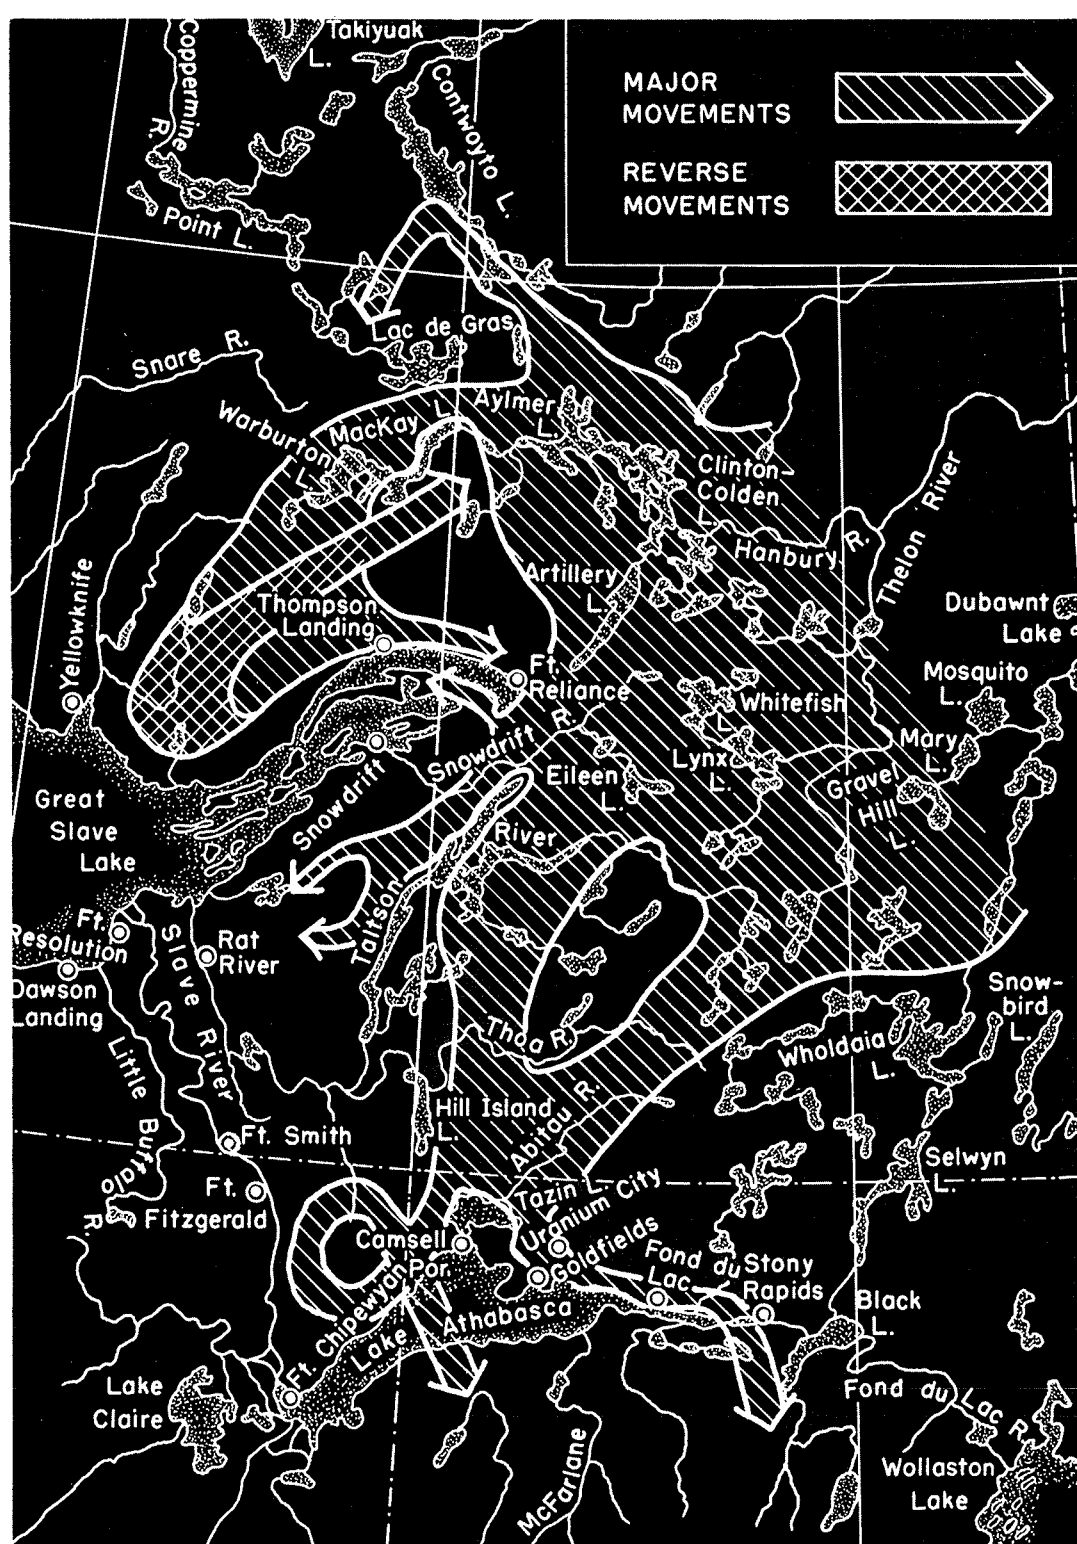 Takiyuak
L.
Coppermine
R.
Contwoyto
L.
MAJOR
MOVEMENTS
REVERSE
MOVEMENTS
Point L.
Lac de Gras
Snare R.
Aylmer
L.
MacKay
L.
Warburton
L.
Clinton-
Colden
L.
Hanbury R.
Thelon River
Artillery
L.
Thompson
Landing
Yellowknife
Dubawnt
Lake
Ft.
Reliance
Mosquito
L.
Whitefish
L.
Mary
L.
Lynx
L.
Snowdrift
R.
Snowdrift
Eileen
L.
Gravel
Hill
L.
Great
Slave
Lake
Taltson
River
Ft.
Resolution
Slave River
Rat
River
Dawson
Landing
Snow-
bird
L.
Thoa R.
Wholdaia
L.
Little Buffalo
R.
Hill Island
L.
Abitau R.
Ft. Smith
Selwyn
L.
Ft.
Fitzgerald
Tazin L.
Uranium City
Goldfields
Camsell
Por.
Fond du
Lac
Stony
Rapids
Black
L.
Ft. Chipewyan
Lake Athabasca
Lake
Claire
Fond du Lac R.
McFarlane
Wollaston
Lake